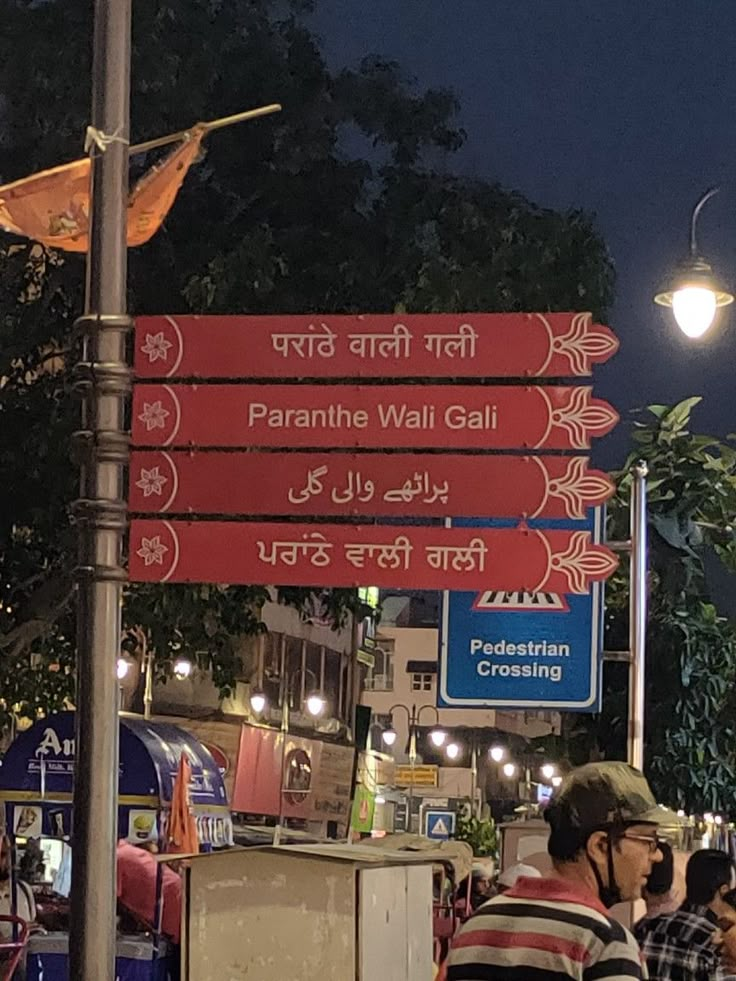 परांठे वाली गली
Paranthe Wali Gali
پراٹھے والی گلی
ਪਰਾਂਠੇ ਵਾਲੀ ਗਲੀ
Pedestrian
Crossing